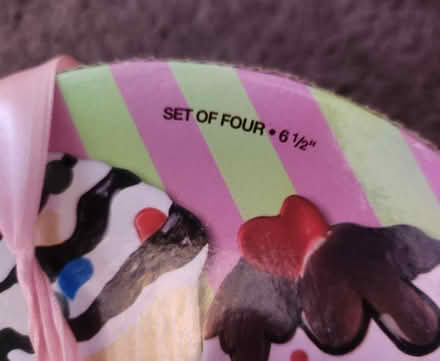 SET OF FOUR • 6 1/2"